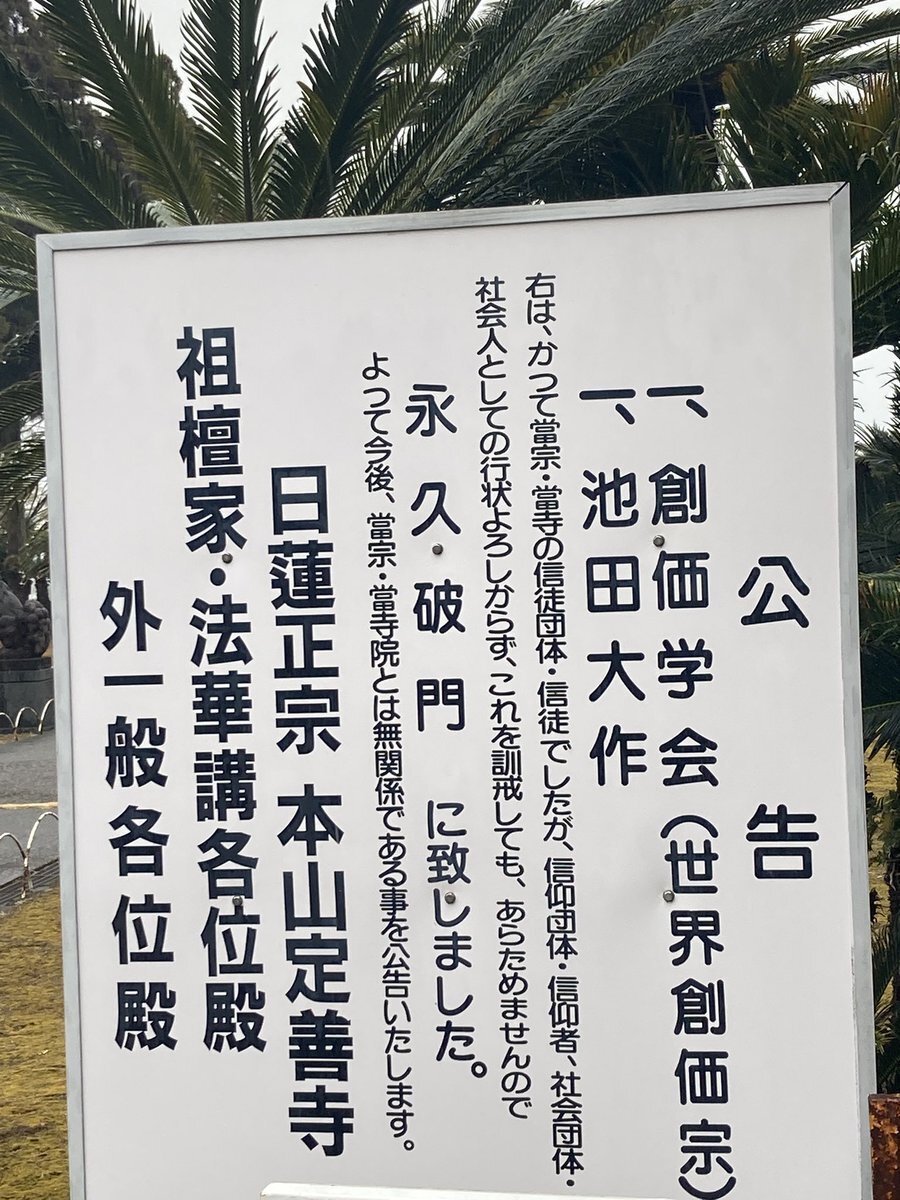 公告
一、創価学会（世界創価宗）
一、池田大作
右は、かつて當宗・當寺の信徒団体・信徒でしたが、信仰団体・信仰者、社会団体・
社会人としての行状よろしからず、これを訓戒しても、あらためませんので
永久破門に致しました。
よって今後、當宗・當寺院とは無関係である事を公告いたします。
日蓮正宗 本山定善寺
祖檀家・法華講各位殿
外一般各位殿